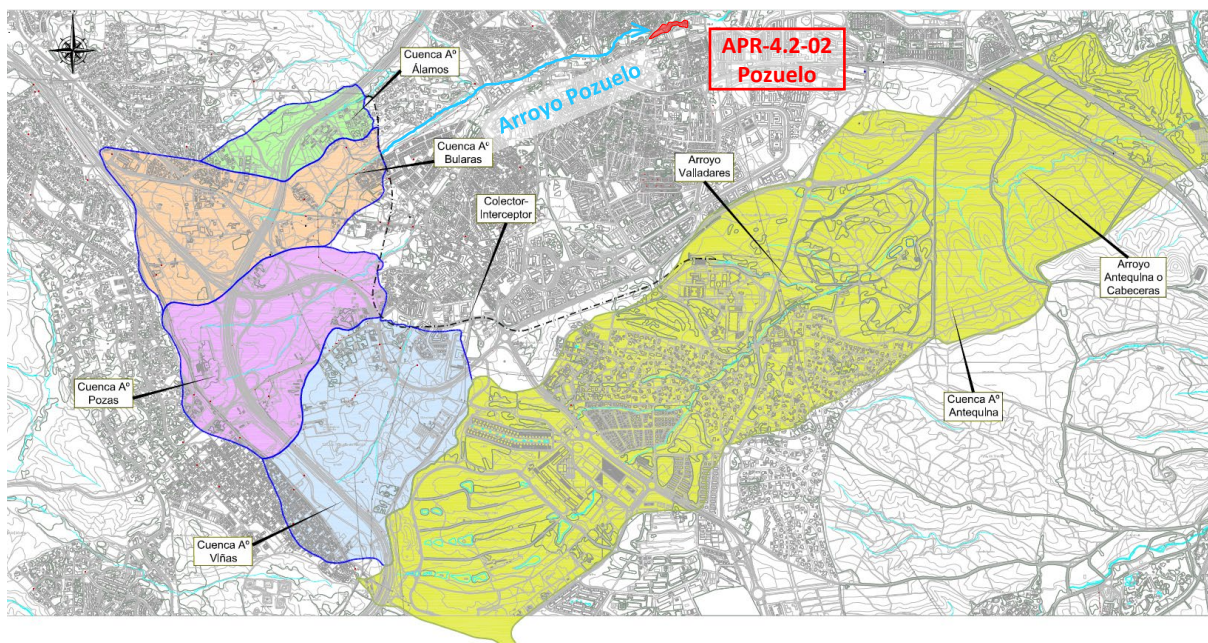 Cuenca Aº
Álamos
APR-4.2-02
Pozuelo
Arroyo Pozuelo
Cuenca Aº
Bularas
Arroyo
Valladares
Colector-
Interceptor
Arroyo
Antequina o
Cabeceras
Cuenca Aº
Pozas
Cuenca Aº
Antequina
Cuenca Aº
Viñas